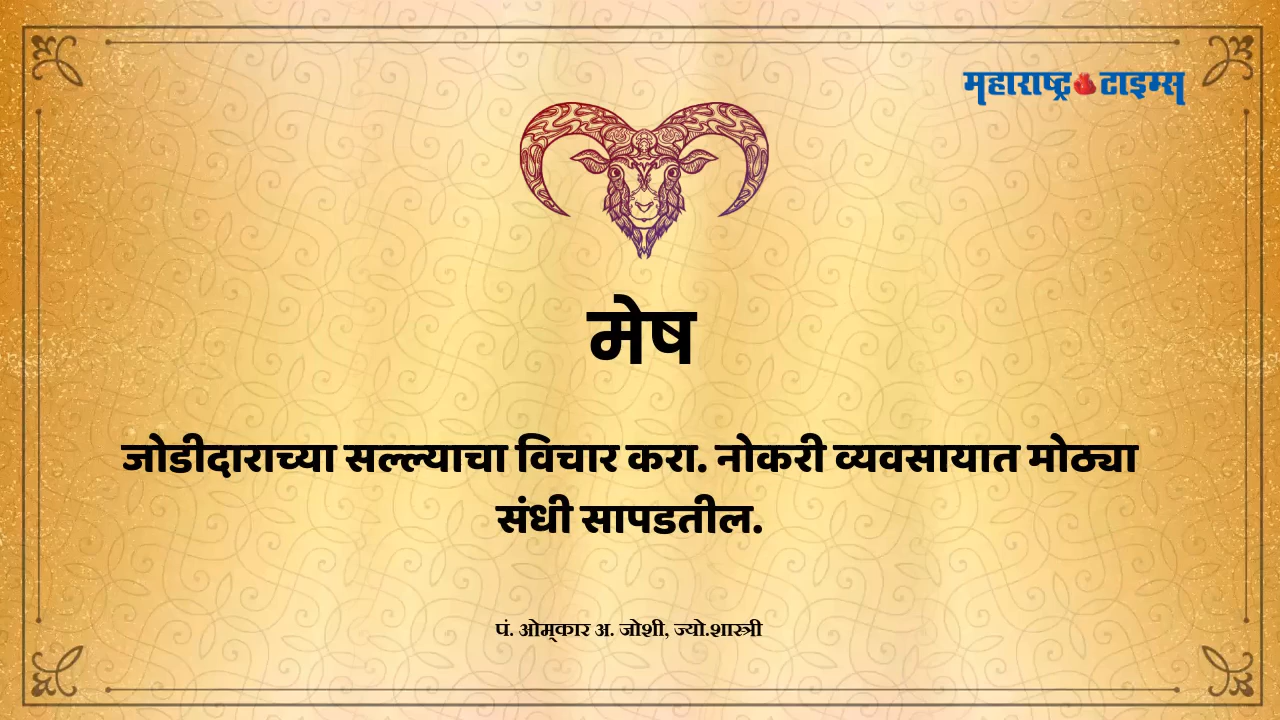 महाराष्ट्र टाइम्स
मेष
जोडीदाराच्या सल्ल्याचा विचार करा. नोकरी व्यवसायात मोठ्या
संधी सापडतील.
पं. ओम्‌कार अ. जोशी, ज्यो.शास्त्री